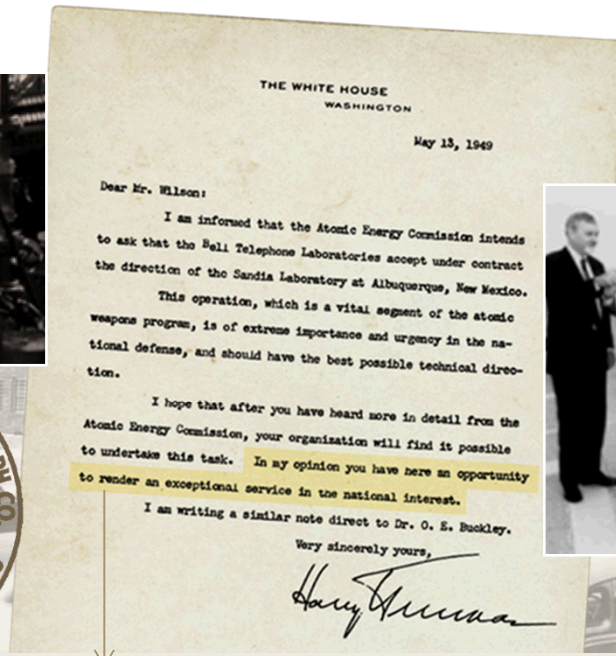 THE WHITE HOUSE
WASHINGTON
May 13, 1949
Dear Mr. Wilson:
I am informed that the Atomic Energy Commission intends
to ask that the Bell Telephone Laboratories accept under contract
the direction of the Sandia Laboratory at Albuquerque, New Mexico.
This operation, which is a vital segment of the atomic
weapons program, is of extreme importance and urgency in the na-
tional defense, and should have the best possible technical direc-
tion.
I hope that after you have heard more in detail from the
Atomic Energy Commission, your organization will find it possible
to undertake this task. In my opinion you have here an opportunity
to render an exceptional service in the national interest.
I am writing a similar note direct to Dr. O. E. Buckley.
Very sincerely yours,
Harry Truman
CO.